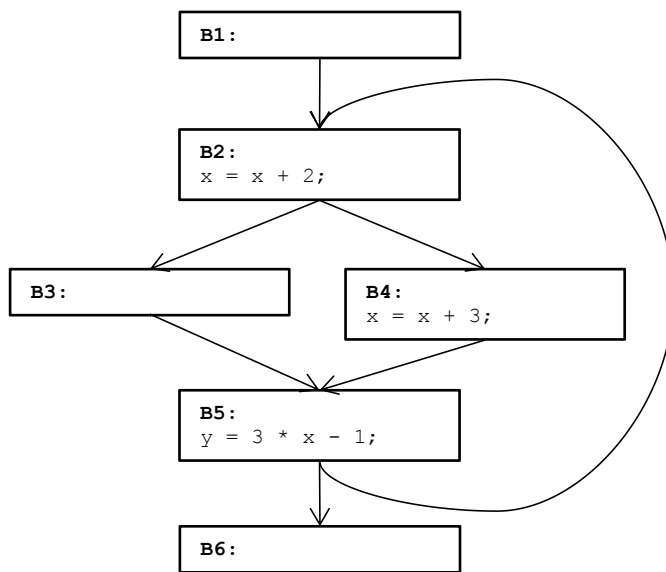 B1:
B2:
x = x + 2;
B3:
B4:
x = x + 3;
B5:
y = 3 * x - 1;
B6: